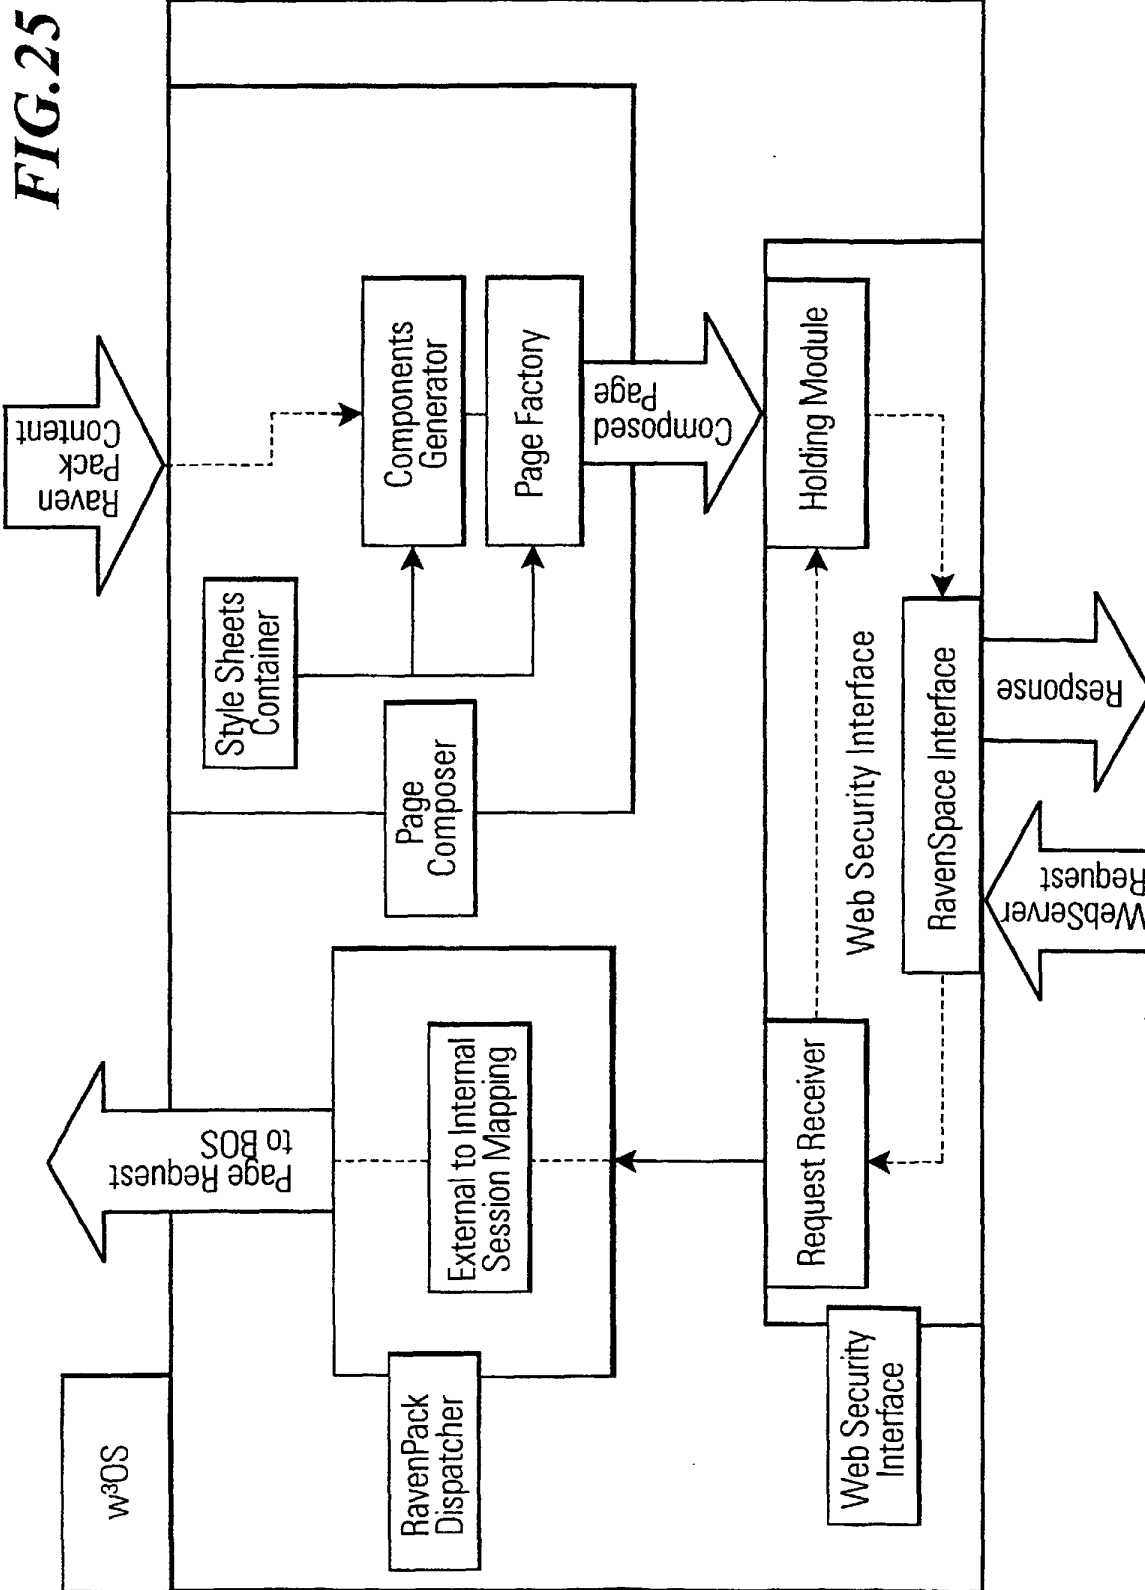 FIG.25
w³OS
Page Request
to BOS
Raven
Pack
Content
RavenPack
Dispatcher
External to Internal
Session Mapping
Page
Composer
Style Sheets
Container
Components
Generator
Page Factory
Composed
Page
Web Security
Interface
Request Receiver
Web Security Interface
Holding Module
RavenSpace Interface
WebServer
Request
Response